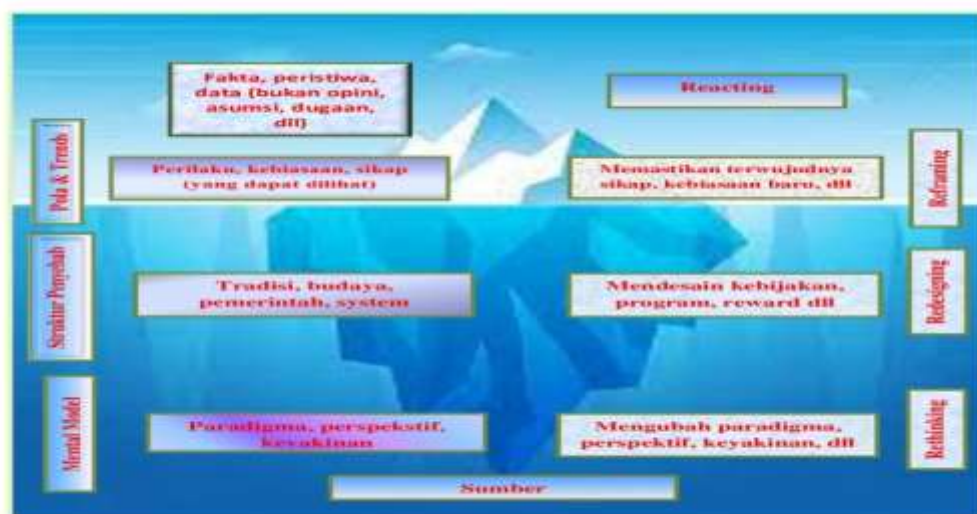 Fakta, peristiwa,
data (bukan opini,
asumsi, dugaan,
dll)
Reacting
Pola & Trends
Perilaku, kebiasaan, sikap
(yang dapat dilihat)
Memastikan terwujudnya
sikap, kebiasaan baru, dll
Reframing
Struktur Penyebab
Tradisi, budaya,
pemerintah, system
Mendesain kebijakan,
program, reward dll
Redesigning
Mental Model
Paradigma, perspekstif,
keyakinan
Mengubah paradigma,
perspektif, keyakinan, dll
Rethinking
Sumber